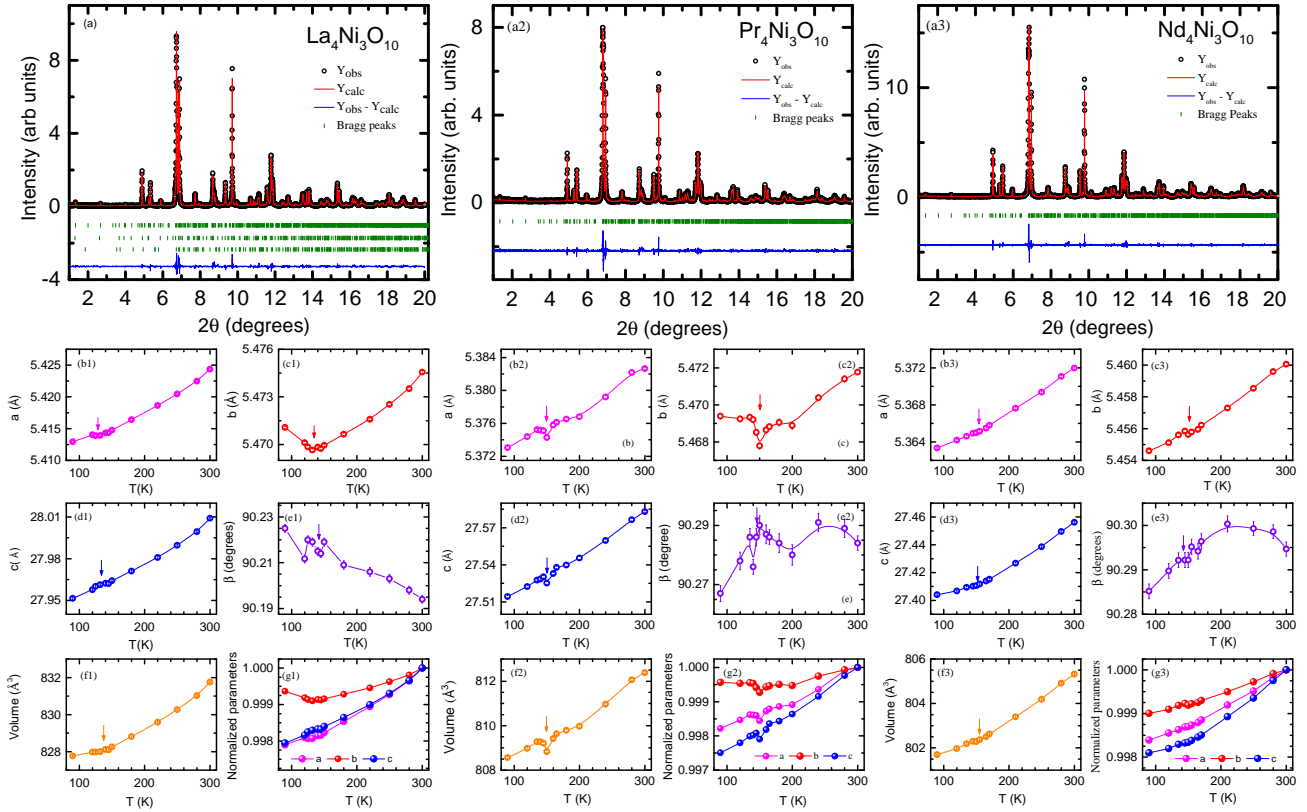 (a)
La4Ni3O10
Yobs
Ycalc
Yobs - Ycalc
Bragg peaks
Intensity (arb units)
8
4
0
-4
2 4 6 8 10 12 14 16 18 20
2θ (degrees)
(a2)
Pr4Ni3O10
Yobs
Ycalc
Yobs - Ycalc
Bragg peaks
Intensity (arb. units)
8
6
4
2
0
2 4 6 8 10 12 14 16 18 20
2θ (degrees)
(a3)
Nd4Ni3O10
Yobs
Ycalc
Yobs - Ycalc
Bragg Peaks
Intensity (arb. units)
15
10
5
0
2 4 6 8 10 12 14 16 18 20
2θ (degrees)
(b1)
a (Å)
5.425
5.420
5.415
5.410
100 200 300
T(K)
(c1)
b (Å)
5.476
5.473
5.470
100 200 300
T(K)
(b2)
a (Å)
5.384
5.380
5.376
5.372
(b)
100 200 300
T (K)
(c2)
b (Å)
5.472
5.470
5.468
(c)
100 200 300
T (K)
(b3)
a (Å)
5.372
5.368
5.364
100 200 300
T (K)
(c3)
b (Å)
5.460
5.458
5.456
5.454
100 200 300
T (K)
(d1)
c(Å)
28.01
27.98
27.95
100 200 300
T(K)
(e1)
β (degrees)
90.23
90.21
90.19
100 200 300
T(K)
(d2)
c (Å)
27.57
27.54
27.51
100 200 300
T (K)
(e2)
β (degrees)
90.29
90.27
90.25
(e)
100 200 300
T (K)
(d3)
c (Å)
27.46
27.44
27.42
27.40
100 200 300
T (K)
(e3)
β (degrees)
90.30
90.29
90.28
100 200 300
T (K)
(f1)
Volume (Å3)
832
830
828
100 200 300
T (K)
(g1)
Normalized parameters
1.000
0.999
0.998
a b c
100 200 300
T (K)
(f2)
Volume (Å3)
812
810
808
100 200 300
T (K)
(g2)
Normalized parameters
1.000
0.999
0.998
0.997
a b c
100 200 300
T (K)
(f3)
Volume (A3)
806
804
802
100 200 300
T (K)
(g3)
Normalized parameters
1.000
0.999
0.998
a b c
100 200 300
T (K)